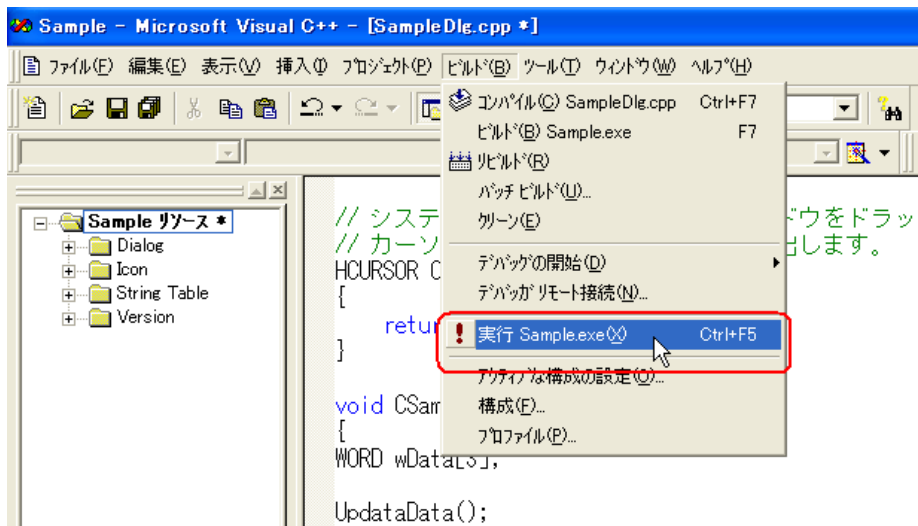 Sample - Microsoft Visual C++ - [SampleDlg.cpp *]
ﾌｧｲﾙ(F) 編集(E) 表示(V) 挿入(I) ﾌﾟﾛｼﾞｪｸﾄ(P) ﾋﾞﾙﾄﾞ(B) ﾂｰﾙ(T) ｳｨﾝﾄﾞｳ(W) ﾍﾙﾌﾟ(H)
ｺﾝﾊﾟｲﾙ(C) SampleDlg.cpp Ctrl+F7
ﾋﾞﾙﾄﾞ(B) Sample.exe F7
ﾘﾋﾞﾙﾄﾞ(R)
ﾊﾞｯﾁ ﾋﾞﾙﾄﾞ(U)...
ｸﾘｰﾝ(E)
ﾃﾞﾊﾞｯｸﾞの開始(D)
ﾃﾞﾊﾞｯｶﾞ ﾘﾓｰﾄ接続(N)...
実行 Sample.exe(X) Ctrl+F5
ｱｸﾃｨﾌﾞな構成の設定(O)...
構成(F)...
ﾌﾟﾛﾌｧｲﾙ(P)...
Sample ﾘｿｰｽ *
Dialog
Icon
String Table
Version
// システ ウをドラッ
// カーソ 出します。
HCURSOR C
{
retur
}
void CSam
{
WORD wData[3],
UpdataData();